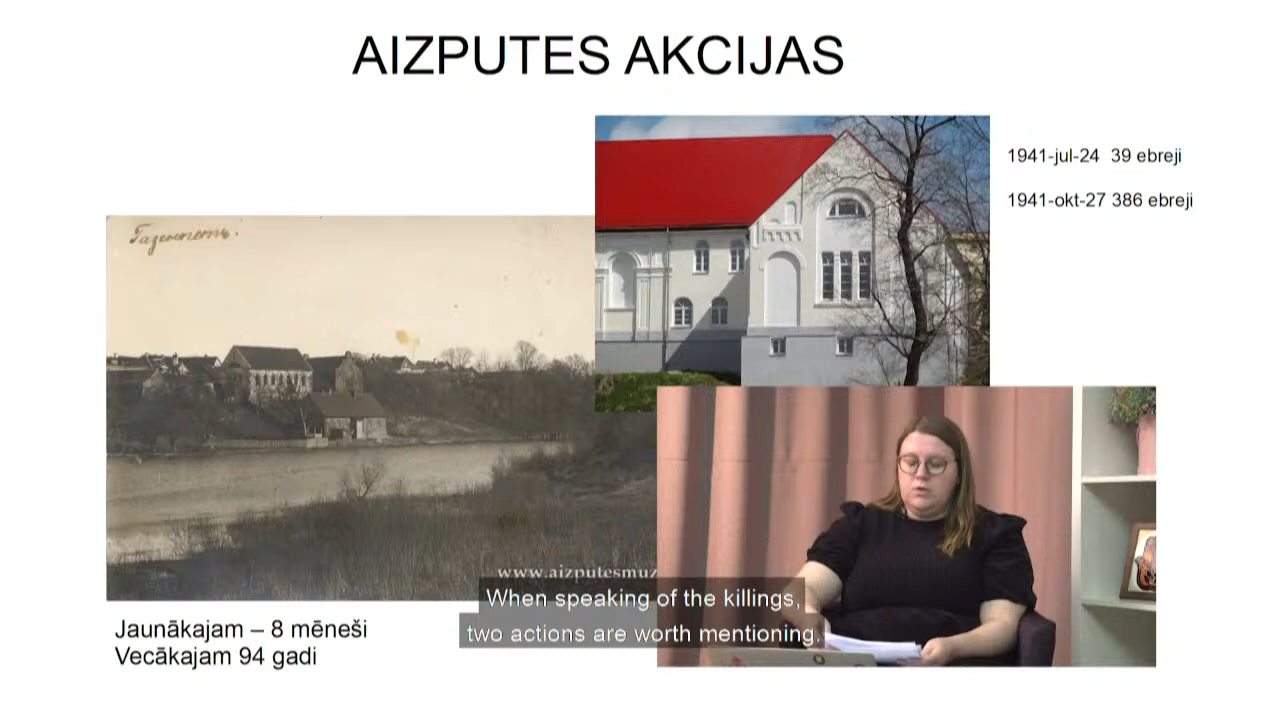 AIZPUTES AKCIJAS
1941-jul-24 39 ebreji
1941-okt-27 386 ebreji
Газенпотъ.
www.aizputesmuz
When speaking of the killings,
two actions are worth mentioning.
Jaunākajam – 8 mēneši
Vecākajam 94 gadi